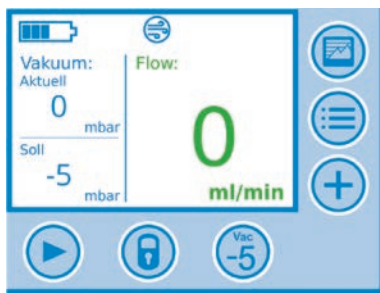 Vakuum:
Aktuell
0
mbar
Soll
-5
mbar
Flow:
0
ml/min
Vac
-5